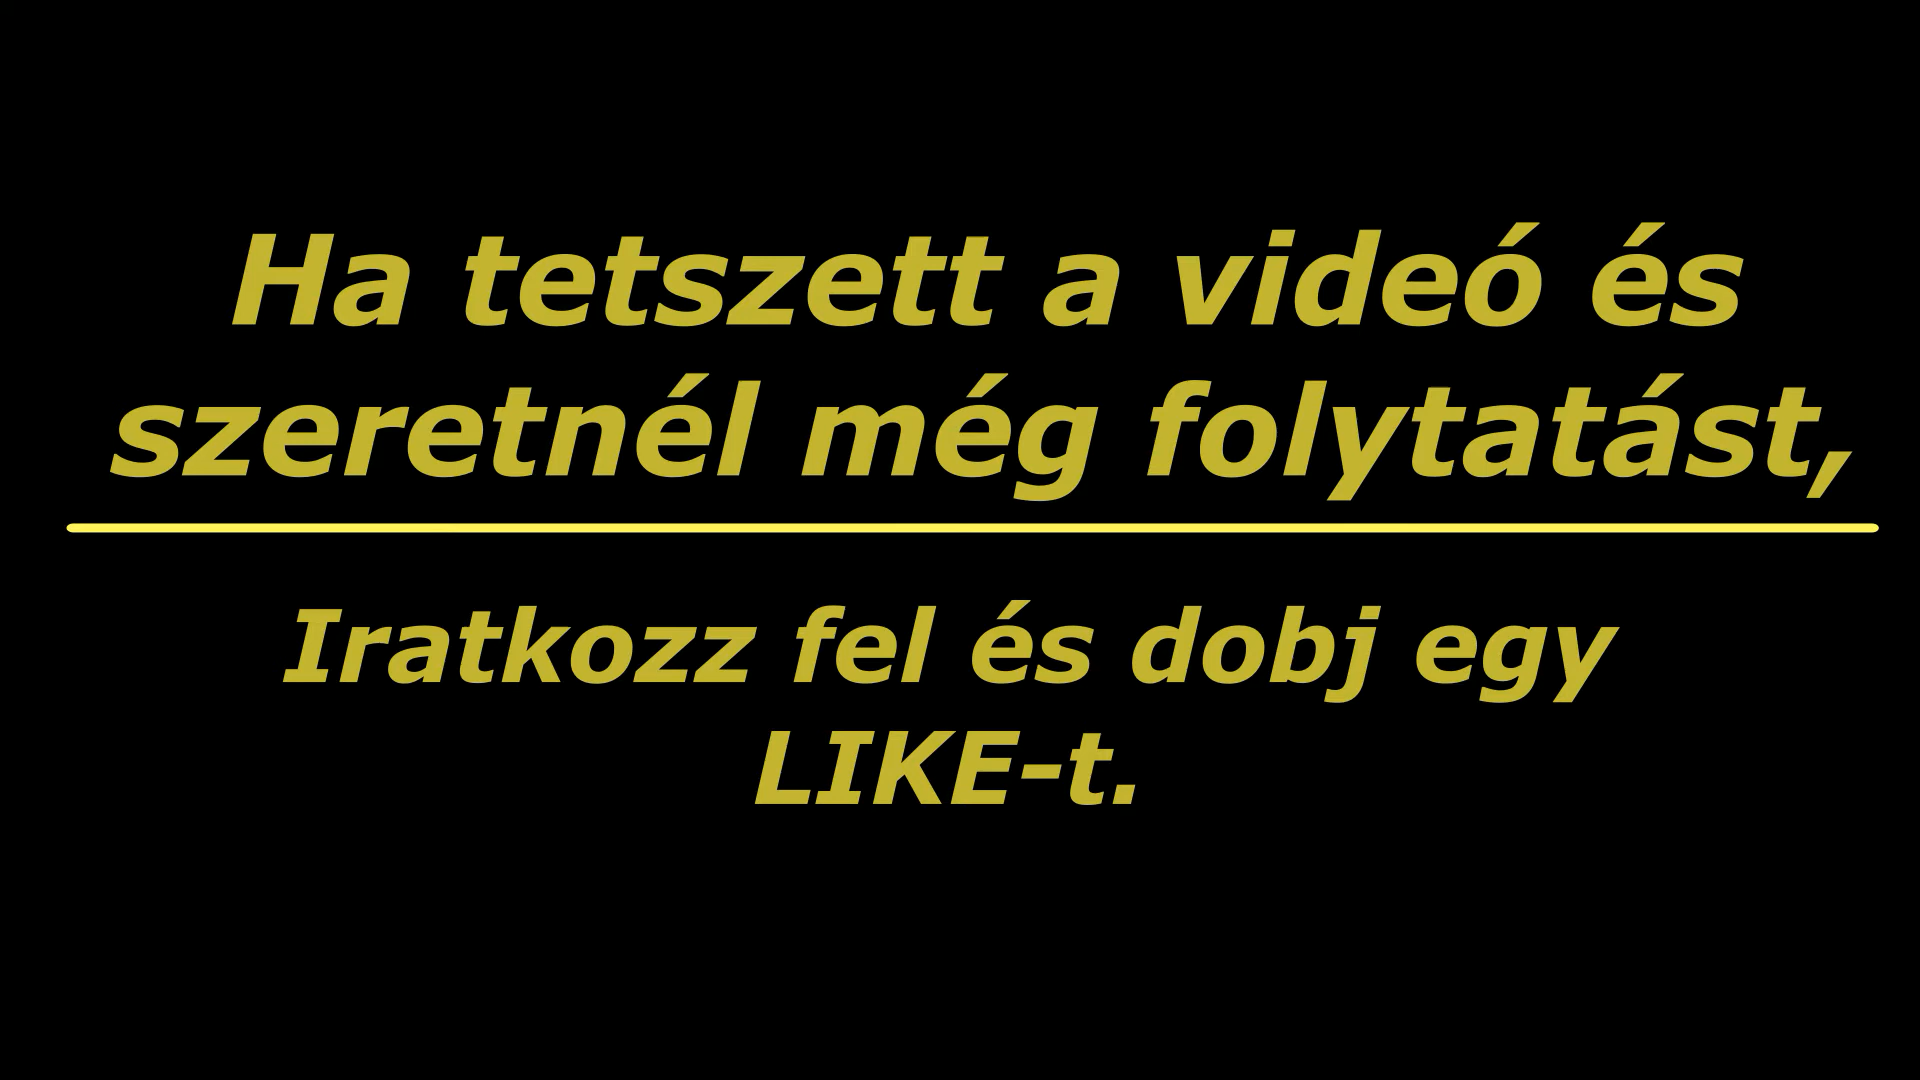 Ha tetszett a videó és
szeretnél még folytatást,
Iratkozz fel és dobj egy
LIKE-t.